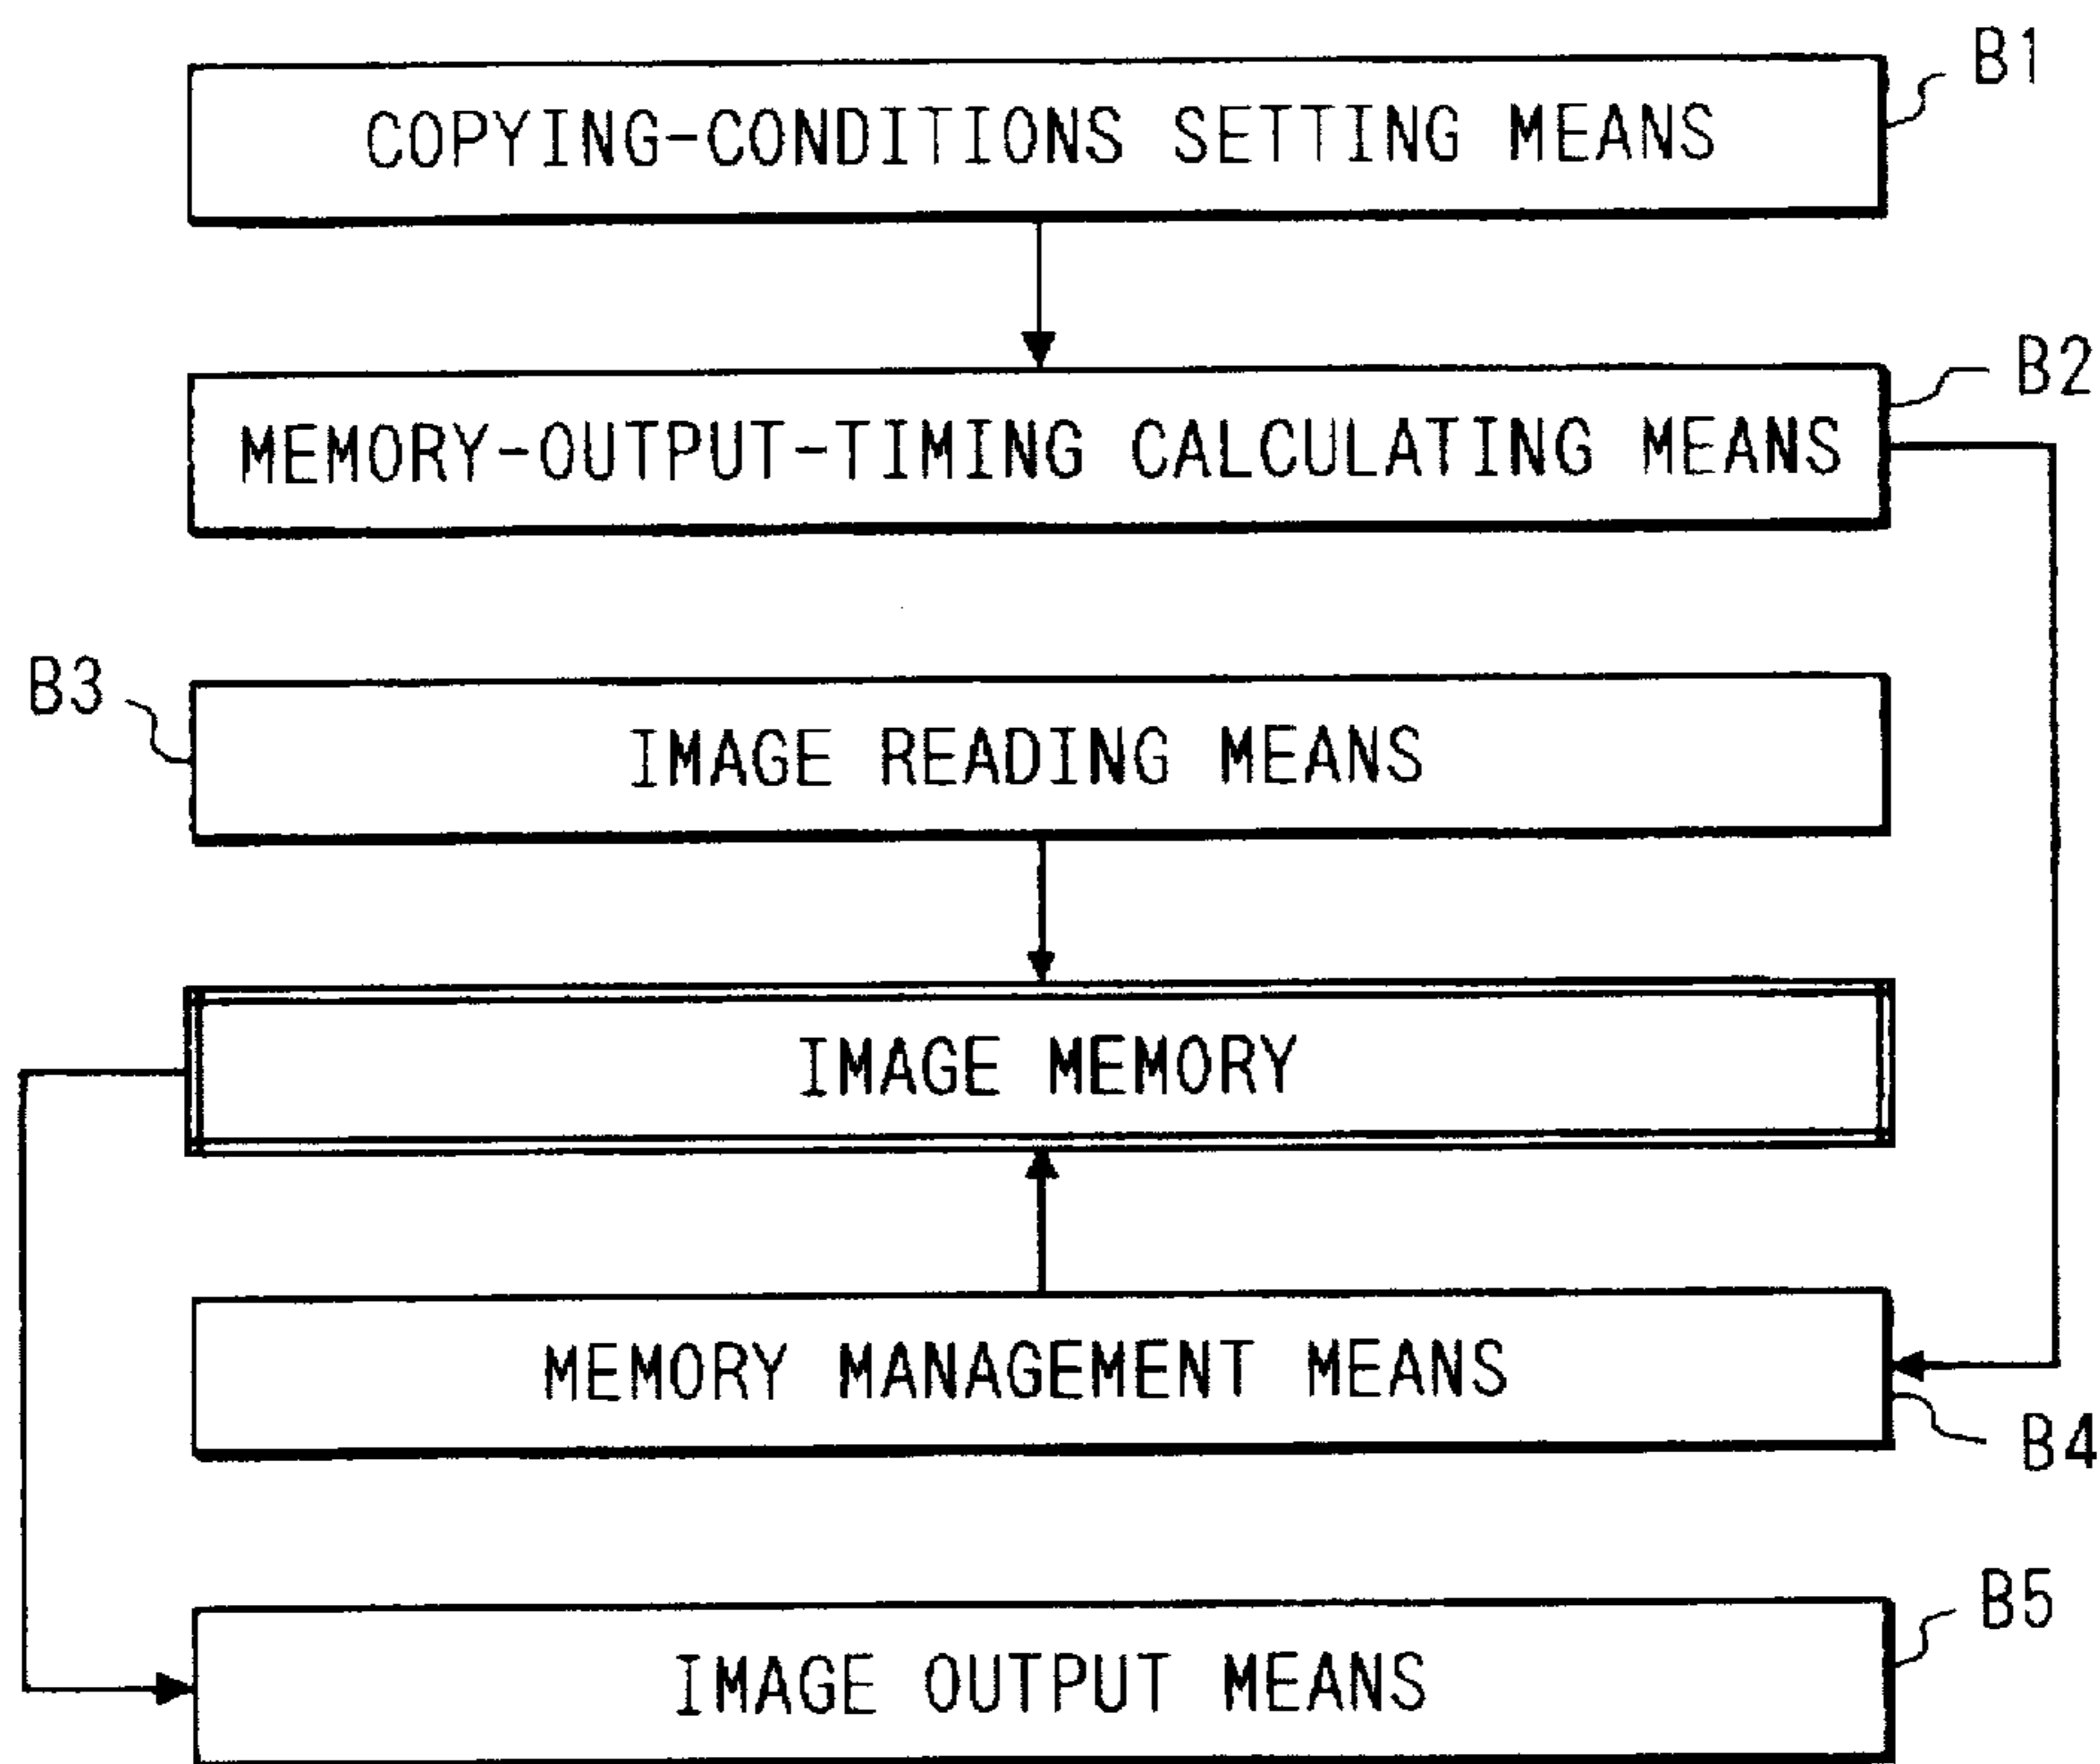 B1
COPYING-CONDITIONS SETTING MEANS
B2
MEMORY-OUTPUT-TIMING CALCULATING MEANS
B3
IMAGE READING MEANS
IMAGE MEMORY
MEMORY MANAGEMENT MEANS
B4
B5
IMAGE OUTPUT MEANS